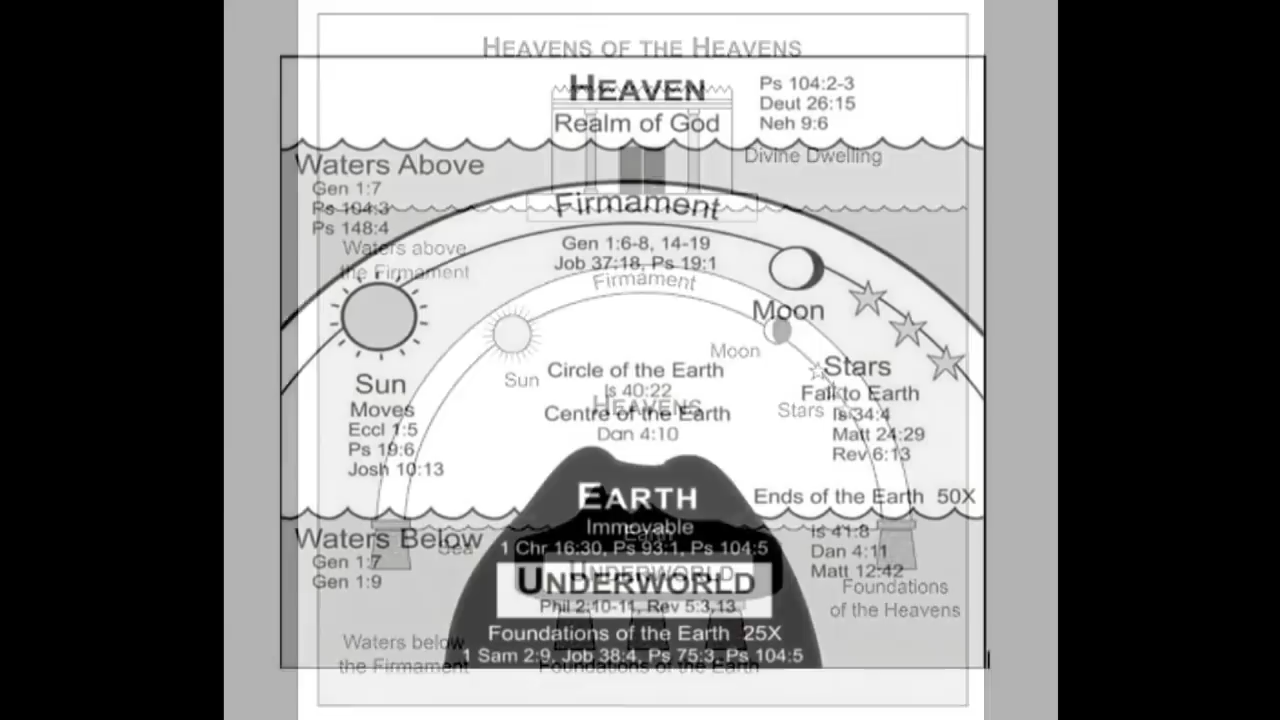 HEAVENS OF THE HEAVENS
HEAVEN
Realm of God
Ps 104:2-3
Deut 26:15
Neh 9:6
Divine Dwelling
Waters Above
Gen 1:7
Ps 104:3
Ps 148:4
Waters above
the Firmament
Firmament
Gen 1:6-8, 14-19
Job 37:18, Ps 19:1
Firmament
Moon
Moon
Sun
Sun
Moves
Eccl 1:5
Ps 19:6
Josh 10:13
Circle of the Earth
Is 40:22
HEAVENS
Centre of the Earth
Dan 4:10
Stars
Fall to Earth
Stars
Is 34:4
Matt 24:29
Rev 6:13
Ends of the Earth 50X
Is 41:8
Dan 4:11
Matt 12:42
Foundations
of the Heavens
EARTH
Immovable
Earth
1 Chr 16:30, Ps 93:1, Ps 104:5
UNDERWORLD
UNDERWORLD
Phil 2:10-11, Rev 5:3,13
Foundations of the Earth 25X
1 Sam 2:9, Job 38:4, Ps 75:3, Ps 104:5
Foundations of the Earth
Waters Below
Sea
Gen 1:7
Gen 1:9
Waters below
the Firmament